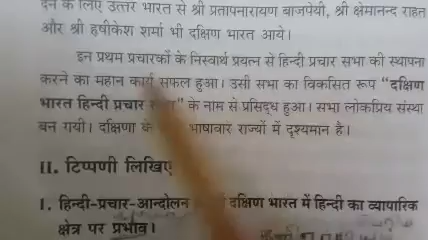 देने के लिए उत्तर भारत से श्री प्रतापनारायण बाजपेयी, श्री क्षेमानन्द राहत
और श्री हृषीकेश शर्मा भी दक्षिण भारत आये।
इन प्रथम प्रचारकों के निस्वार्थ प्रयत्न से हिन्दी प्रचार सभा की स्थापना
करने का महान कार्य सफल हुआ। उसी सभा का विकसित रूप “दक्षिण
भारत हिन्दी प्रचार” के नाम से प्रसिद्ध हुआ। सभा लोकप्रिय संस्था
बन गयी। दक्षिण के भाषावार राज्यों में दृश्यमान है।
II. टिप्पणी लिखिए
1. हिन्दी-प्रचार-आन्दोलन दक्षिण भारत में हिन्दी का व्यापारिक
क्षेत्र पर प्रभाव।